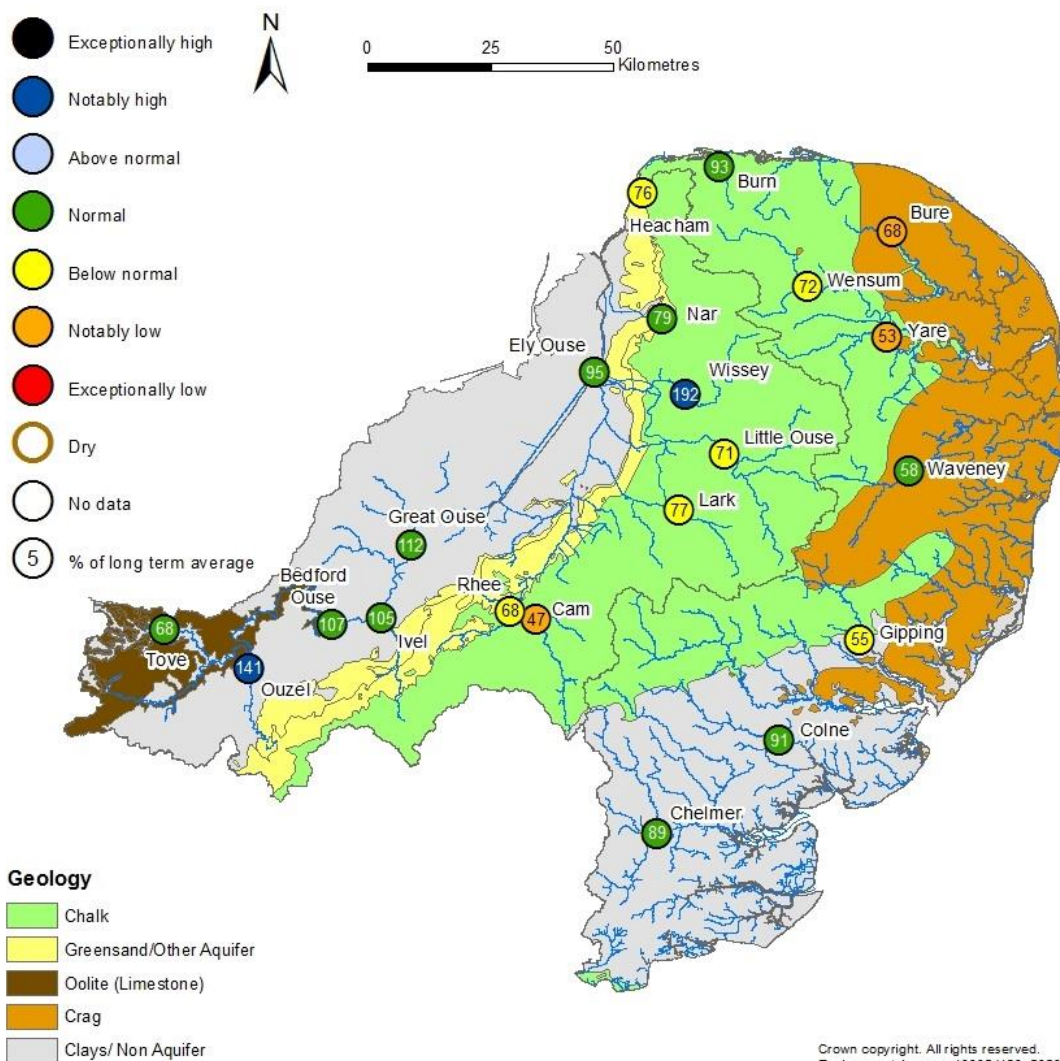 Exceptionally high
Notably high
Above normal
Normal
Below normal
Notably low
Exceptionally low
Dry
No data
5 % of long term average
N
0 25 50
Kilometres
93
Burn
76
Heacham
Bure
68
72
Wensum
79
Nar
53
Yare
Ely Ouse
95
Wissey
192
Little Ouse
71
58
Waveney
77
Lark
Great Ouse
112
Bedford
Ouse
107
105
Ivel
Rhee
68
47
Cam
68
Tove
141
Ouzel
55
Gipping
91
Colne
Chelmer
89
Geology
Chalk
Greensand/Other Aquifer
Oolite (Limestone)
Crag
Clays/ Non Aquifer
Crown copyright. All rights reserved.